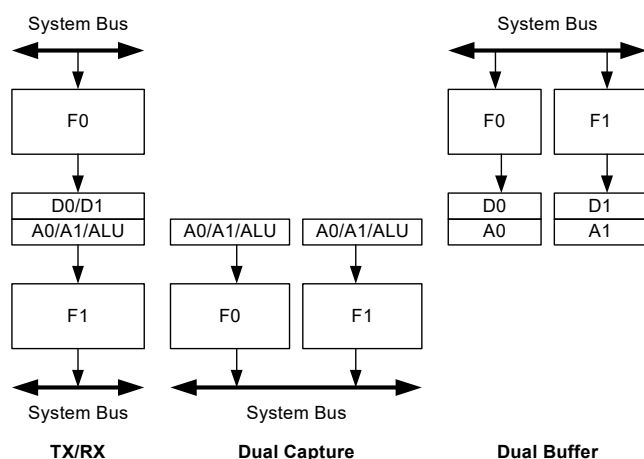 System Bus
F0
D0/D1
A0/A1/ALU
F1
System Bus
TX/RX
A0/A1/ALU
A0/A1/ALU
F0
F1
System Bus
Dual Capture
System Bus
F0
F1
D0
D1
A0
A1
Dual Buffer